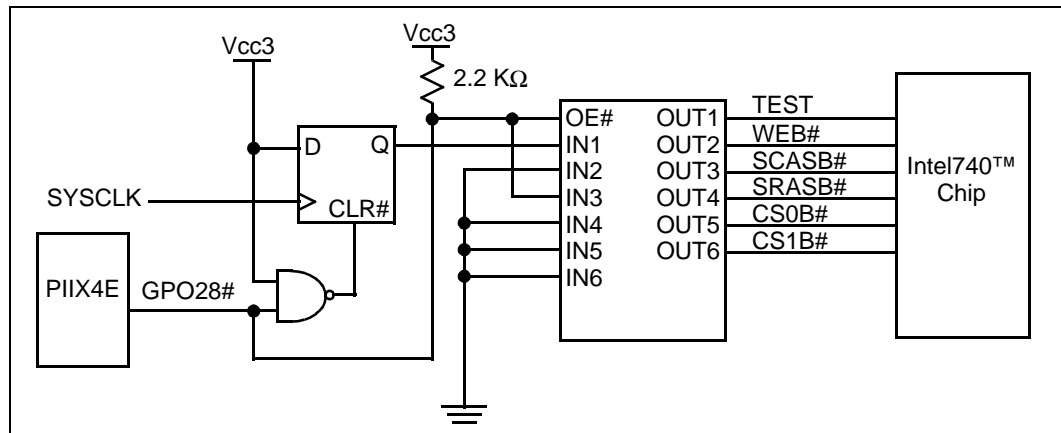 Vcc3
Vcc3
2.2 KΩ
D
Q
CLR#
SYSCLK
PIIX4E
GPO28#
OE#
IN1
IN2
IN3
IN4
IN5
IN6
OUT1
OUT2
OUT3
OUT4
OUT5
OUT6
TEST
WEB#
SCASB#
SRASB#
CS0B#
CS1B#
Intel740™
Chip